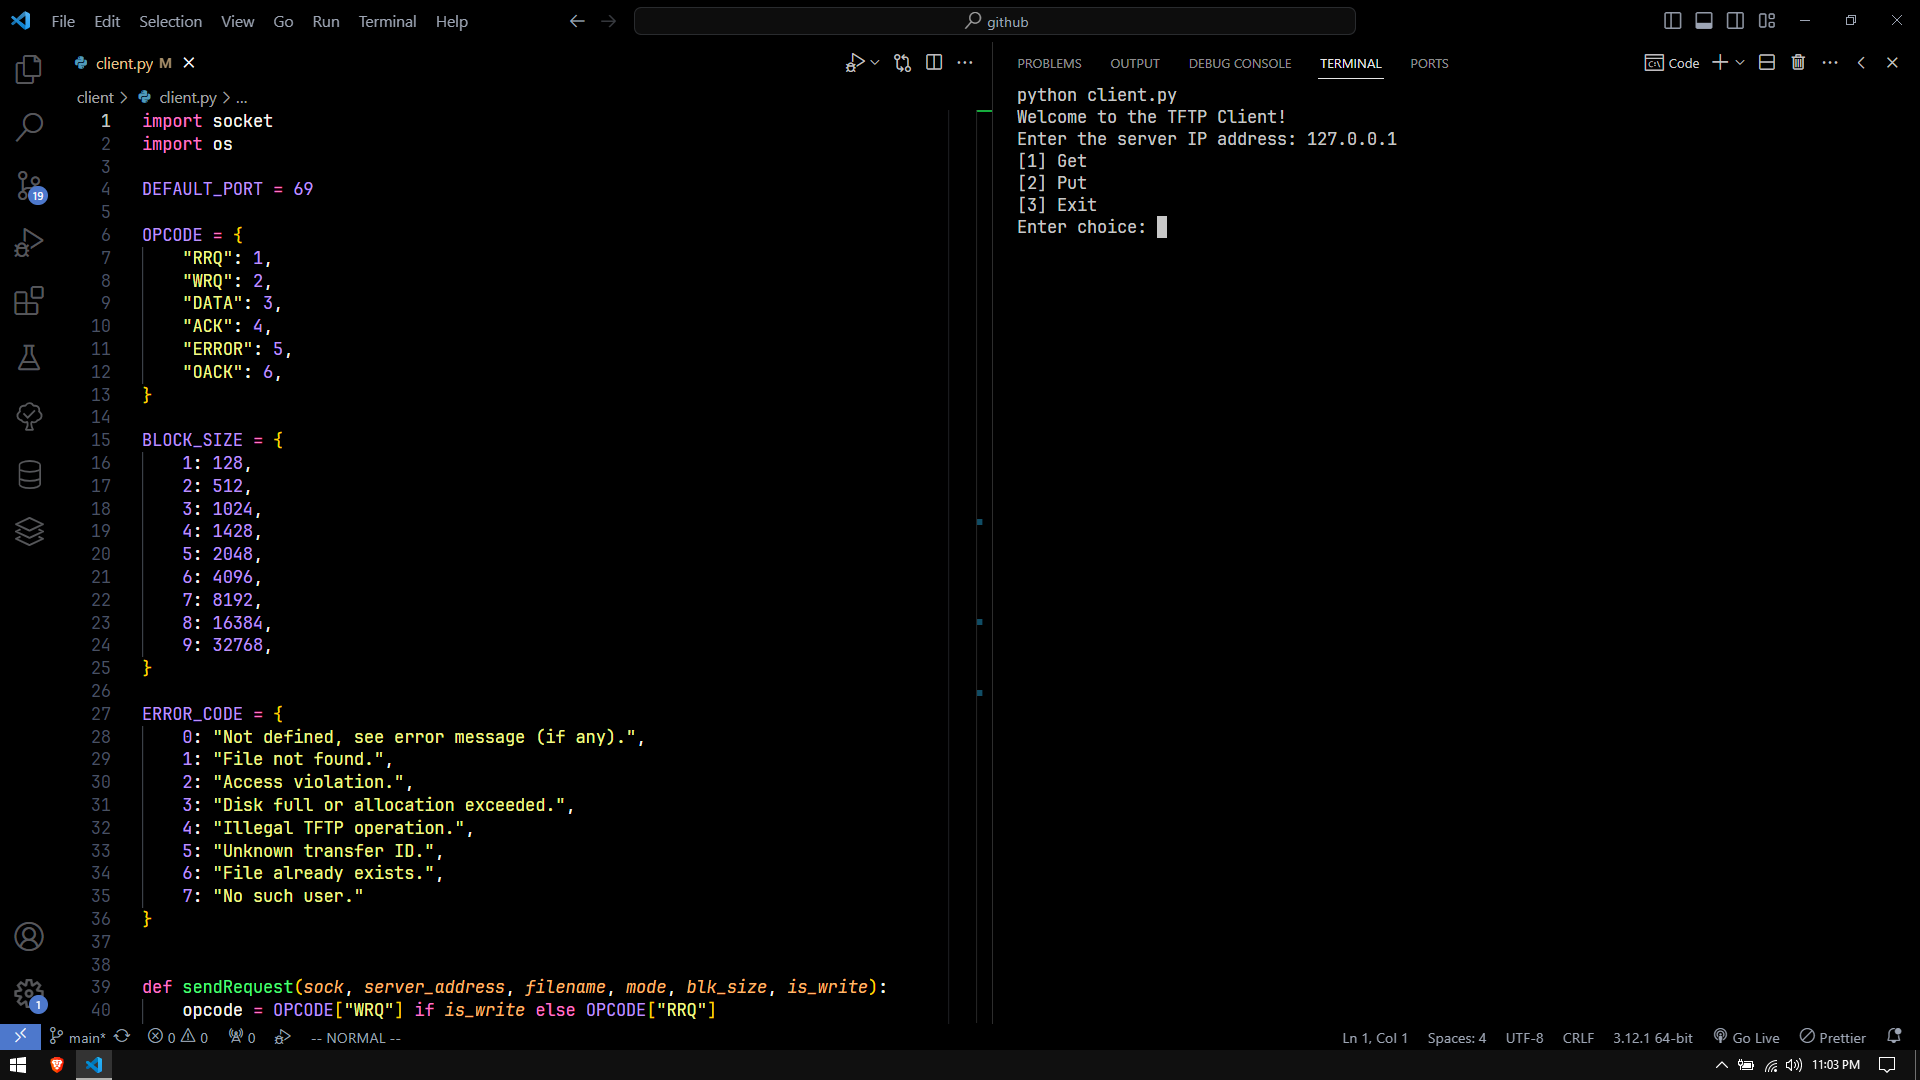 File Edit Selection View Go Run Terminal Help
github
client.py M
client > client.py > ...
1 import socket
2 import os
3
4 DEFAULT_PORT = 69
5
6 OPCODE = {
7     "RRQ": 1,
8     "WRQ": 2,
9     "DATA": 3,
10     "ACK": 4,
11     "ERROR": 5,
12     "OACK": 6,
13 }
14
15 BLOCK_SIZE = {
16     1: 128,
17     2: 512,
18     3: 1024,
19     4: 1428,
20     5: 2048,
21     6: 4096,
22     7: 8192,
23     8: 16384,
24     9: 32768,
25 }
26
27 ERROR_CODE = {
28     0: "Not defined, see error message (if any).",
29     1: "File not found.",
30     2: "Access violation.",
31     3: "Disk full or allocation exceeded.",
32     4: "Illegal TFTP operation.",
33     5: "Unknown transfer ID.",
34     6: "File already exists.",
35     7: "No such user."
36 }
37
38
39 def sendRequest(sock, server_address, filename, mode, blk_size, is_write):
40     opcode = OPCODE["WRQ"] if is_write else OPCODE["RRQ"]
PROBLEMS OUTPUT DEBUG CONSOLE TERMINAL PORTS
Code
python client.py
Welcome to the TFTP Client!
Enter the server IP address: 127.0.0.1
[1] Get
[2] Put
[3] Exit
Enter choice:
19
1
main* 0 0 0 -- NORMAL -- Ln 1, Col 1 Spaces: 4 UTF-8 CRLF 3.12.1 64-bit Go Live Prettier
11:03 PM